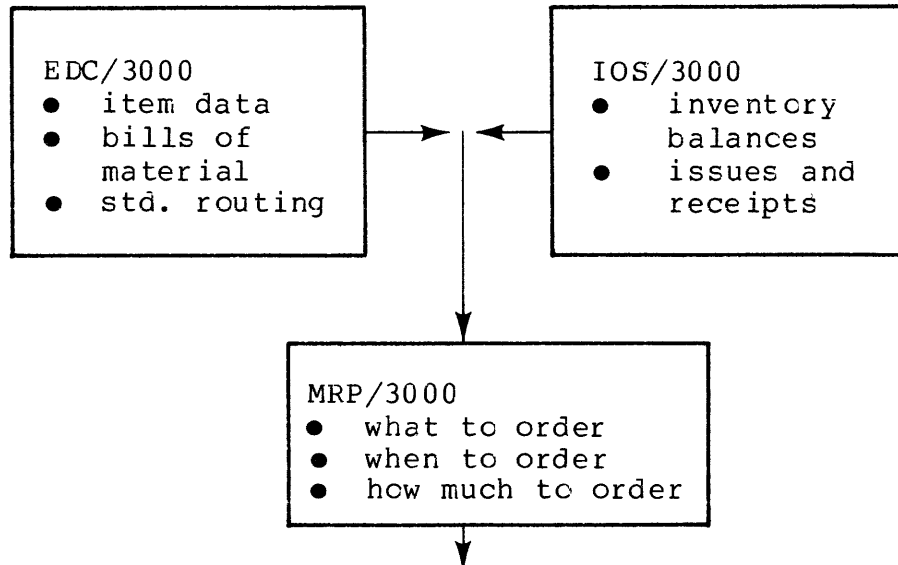 EDC/3000
● item data
● bills of
material
● std. routing
IOS/3000
● inventory
balances
● issues and
receipts
MRP/3000
● what to order
● when to order
● how much to order